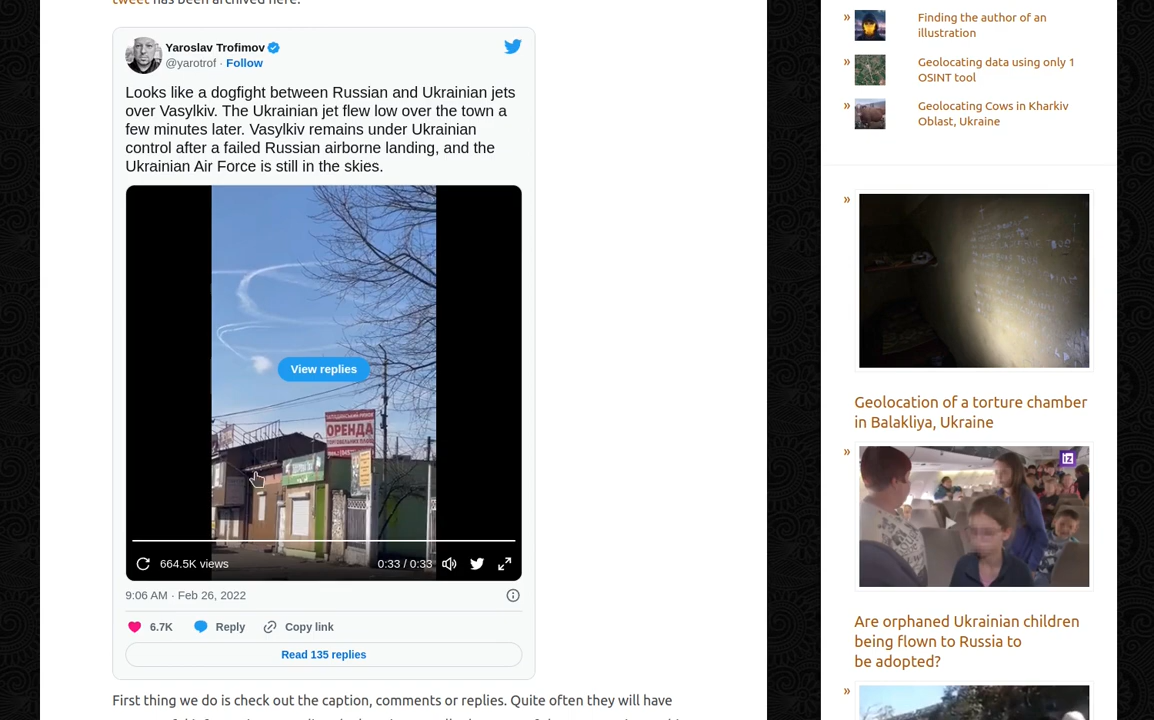 tweet has been archived here.
Yaroslav Trofimov
@yarotrof · Follow
Looks like a dogfight between Russian and Ukrainian jets
over Vasylkiv. The Ukrainian jet flew low over the town a
few minutes later. Vasylkiv remains under Ukrainian
control after a failed Russian airborne landing, and the
Ukrainian Air Force is still in the skies.
View replies
ОРЕНДА
664.5K views
0:33 / 0:33
9:06 AM · Feb 26, 2022
6.7K
Reply
Copy link
Read 135 replies
First thing we do is check out the caption, comments or replies. Quite often they will have
» Finding the author of an
illustration
» Geolocating data using only 1
OSINT tool
» Geolocating Cows in Kharkiv
Oblast, Ukraine
»
Geolocation of a torture chamber
in Balakliya, Ukraine
»
Are orphaned Ukrainian children
being flown to Russia to
be adopted?
»